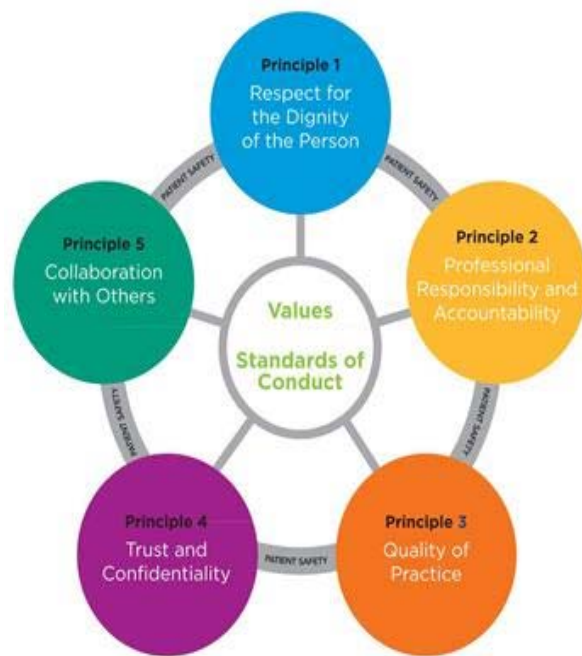 Principle 1
Respect for
the Dignity
of the Person
PATIENT SAFETY
PATIENT SAFETY
Principle 5
Collaboration
with Others
Principle 2
Professional
Responsibility and
Accountability
Values
Standards of
Conduct
PATIENT SAFETY
PATIENT SAFETY
Principle 4
Trust and
Confidentiality
Principle 3
Quality of
Practice
PATIENT SAFETY